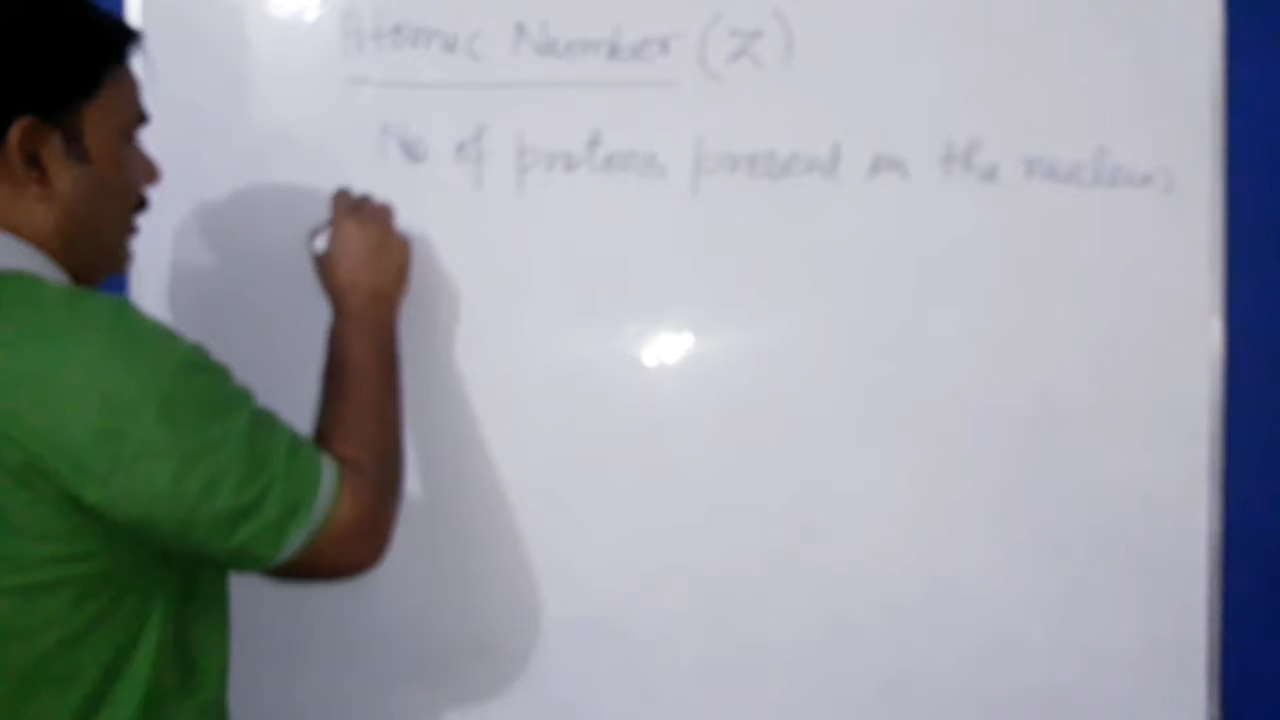 Atomic Number (Z)
No of protons present in the nucleus